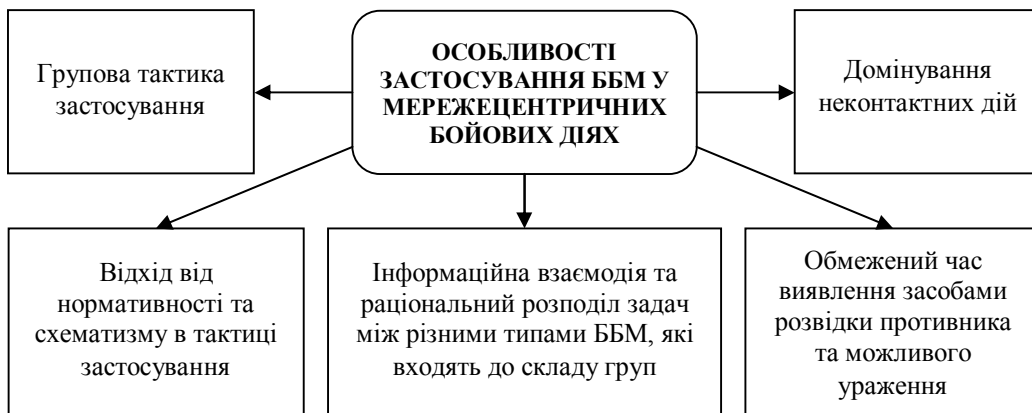 ОСОБЛИВОСТІ
ЗАСТОСУВАННЯ ББМ У
МЕРЕЖЕЦЕНТРИЧНИХ
БОЙОВИХ ДІЯХ
Групова тактика
застосування
Домінування
неконтактних дій
Відхід від
нормативності та
схематизму в тактиці
застосування
Інформаційна взаємодія та
раціональний розподіл задач
між різними типами ББМ, які
входять до складу груп
Обмежений час
виявлення засобами
розвідки противника
та можливого
ураження